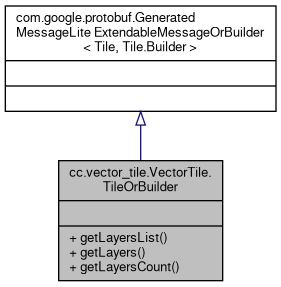 com.google.protobuf.Generated
MessageLite ExtendableMessageOrBuilder
< Tile, Tile.Builder >
cc.vector_tile.VectorTile.
TileOrBuilder
+ getLayersList()
+ getLayers()
+ getLayersCount()